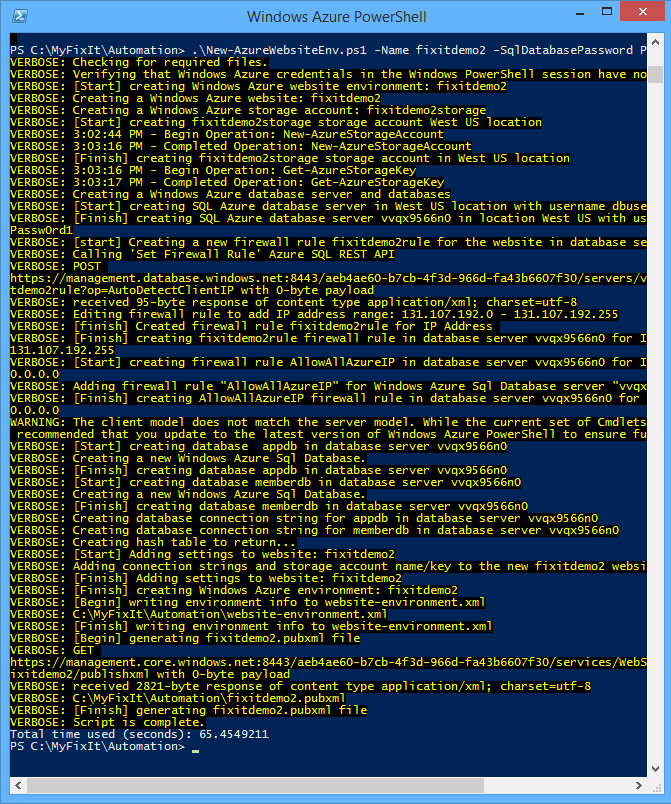 Windows Azure PowerShell
PS C:\MyFixIt\Automation> .\New-AzureWebsiteEnv.ps1 -Name fixitdemo2 -SqlDatabasePassword P
VERBOSE: Checking for required files.
VERBOSE: Verifying that Windows Azure credentials in the Windows PowerShell session have no
VERBOSE: [Start] creating Windows Azure website environment: fixitdemo2
VERBOSE: Creating a Windows Azure website: fixitdemo2
VERBOSE: Creating a Windows Azure storage account: fixitdemo2storage
VERBOSE: [Start] creating fixitdemo2storage storage account West US location
VERBOSE: 3:02:44 PM - Begin Operation: New-AzureStorageAccount
VERBOSE: 3:03:16 PM - Completed Operation: New-AzureStorageAccount
VERBOSE: [Finish] creating fixitdemo2storage storage account in West US location
VERBOSE: 3:03:16 PM - Begin Operation: Get-AzureStorageKey
VERBOSE: 3:03:17 PM - Completed Operation: Get-AzureStorageKey
VERBOSE: Creating a Windows Azure database server and databases
VERBOSE: [Start] creating SQL Azure database server in West US location with username dbuse
VERBOSE: [Finish] creating SQL Azure database server vvqx9566n0 in location West US with us
PassW0rd1
VERBOSE: [start] Creating a new firewall rule fixitdemo2rule for the website in database se
VERBOSE: Calling 'Set Firewall Rule' Azure SQL REST API
VERBOSE: POST
https://management.database.windows.net:8443/aeb4ae60-b7cb-4f3d-966d-fa43b6607f30/servers/v
tdemo2rule?op=AutoDetectClientIP with 0-byte payload
VERBOSE: received 95-byte response of content type application/xml; charset=utf-8
VERBOSE: Editing firewall rule to add IP address range: 131.107.192.0 - 131.107.192.255
VERBOSE: [finish] Created firewall rule fixitdemo2rule for IP Address
VERBOSE: [finish] creating fixitdemo2rule firewall rule in database server vvqx9566n0 for I
131.107.192.255
VERBOSE: [Start] creating firewall rule AllowAllAzureIP in database server vvqx9566n0 for I
0.0.0.0
VERBOSE: Adding firewall rule "AllowAllAzureIP" for Windows Azure Sql Database server "vvqx
VERBOSE: [Finish] creating AllowAllAzureIP firewall rule in database server vvqx9566n0 for
0.0.0.0
WARNING: The client model does not match the server model. While the current set of Cmdlets
recommended that you update to the latest version of Windows Azure PowerShell to ensure fu
VERBOSE: [Start] creating database  appdb in database server vvqx9566n0
VERBOSE: Creating a new Windows Azure Sql Database.
VERBOSE: [Finish] creating database appdb in database server vvqx9566n0
VERBOSE: [Start] creating database memberdb in database server vvqx9566n0
VERBOSE: Creating a new Windows Azure Sql Database.
VERBOSE: [Finish] creating database memberdb in database server vvqx9566n0
VERBOSE: Creating database connection string for appdb in database server vvqx9566n0
VERBOSE: Creating database connection string for memberdb in database server vvqx9566n0
VERBOSE: Creating hash table to return...
VERBOSE: [Start] Adding settings to website: fixitdemo2
VERBOSE: Adding connection strings and storage account name/key to the new fixitdemo2 websi
VERBOSE: [Finish] Adding settings to website: fixitdemo2
VERBOSE: [Finish] creating Windows Azure environment: fixitdemo2
VERBOSE: [Begin] writing environment info to website-environment.xml
VERBOSE: C:\MyFixIt\Automation\website-environment.xml
VERBOSE: [Finish] writing environment info to website-environment.xml
VERBOSE: [Begin] generating fixitdemo2.pubxml file
VERBOSE: GET
https://management.core.windows.net:8443/aeb4ae60-b7cb-4f3d-966d-fa43b6607f30/services/WebS
ixitdemo2/publishxml with 0-byte payload
VERBOSE: received 2821-byte response of content type application/xml; charset=utf-8
VERBOSE: C:\MyFixIt\Automation\fixitdemo2.pubxml
VERBOSE: [Finish] generating fixitdemo2.pubxml file
VERBOSE: Script is complete.
Total time used (seconds): 65.4549211
PS C:\MyFixIt\Automation>